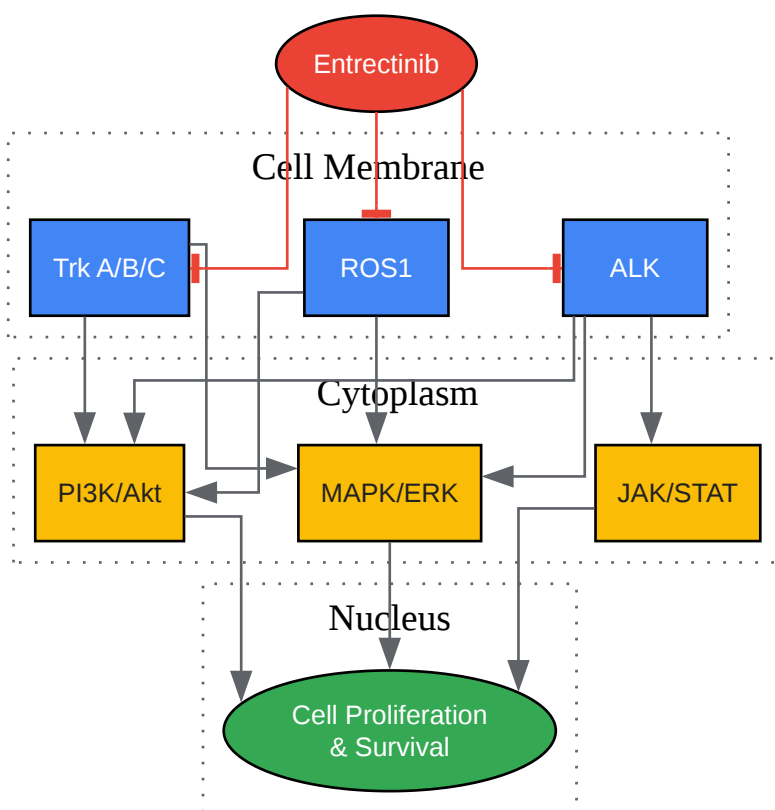 Entrectinib
Cell Membrane
Trk A/B/C
ROS1
ALK
Cytoplasm
PI3K/Akt
MAPK/ERK
JAK/STAT
Nucleus
Cell Proliferation
& Survival